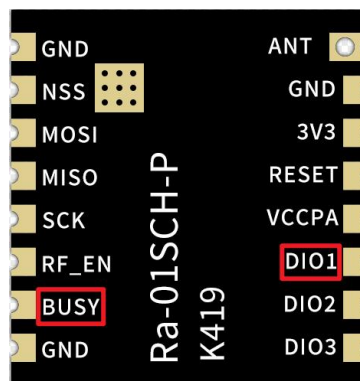 GND
NSS
MOSI
MISO
SCK
RF_EN
BUSY
GND
Ra-01SCH-P
K419
ANT
GND
3V3
RESET
VCCPA
DIO1
DIO2
DIO3